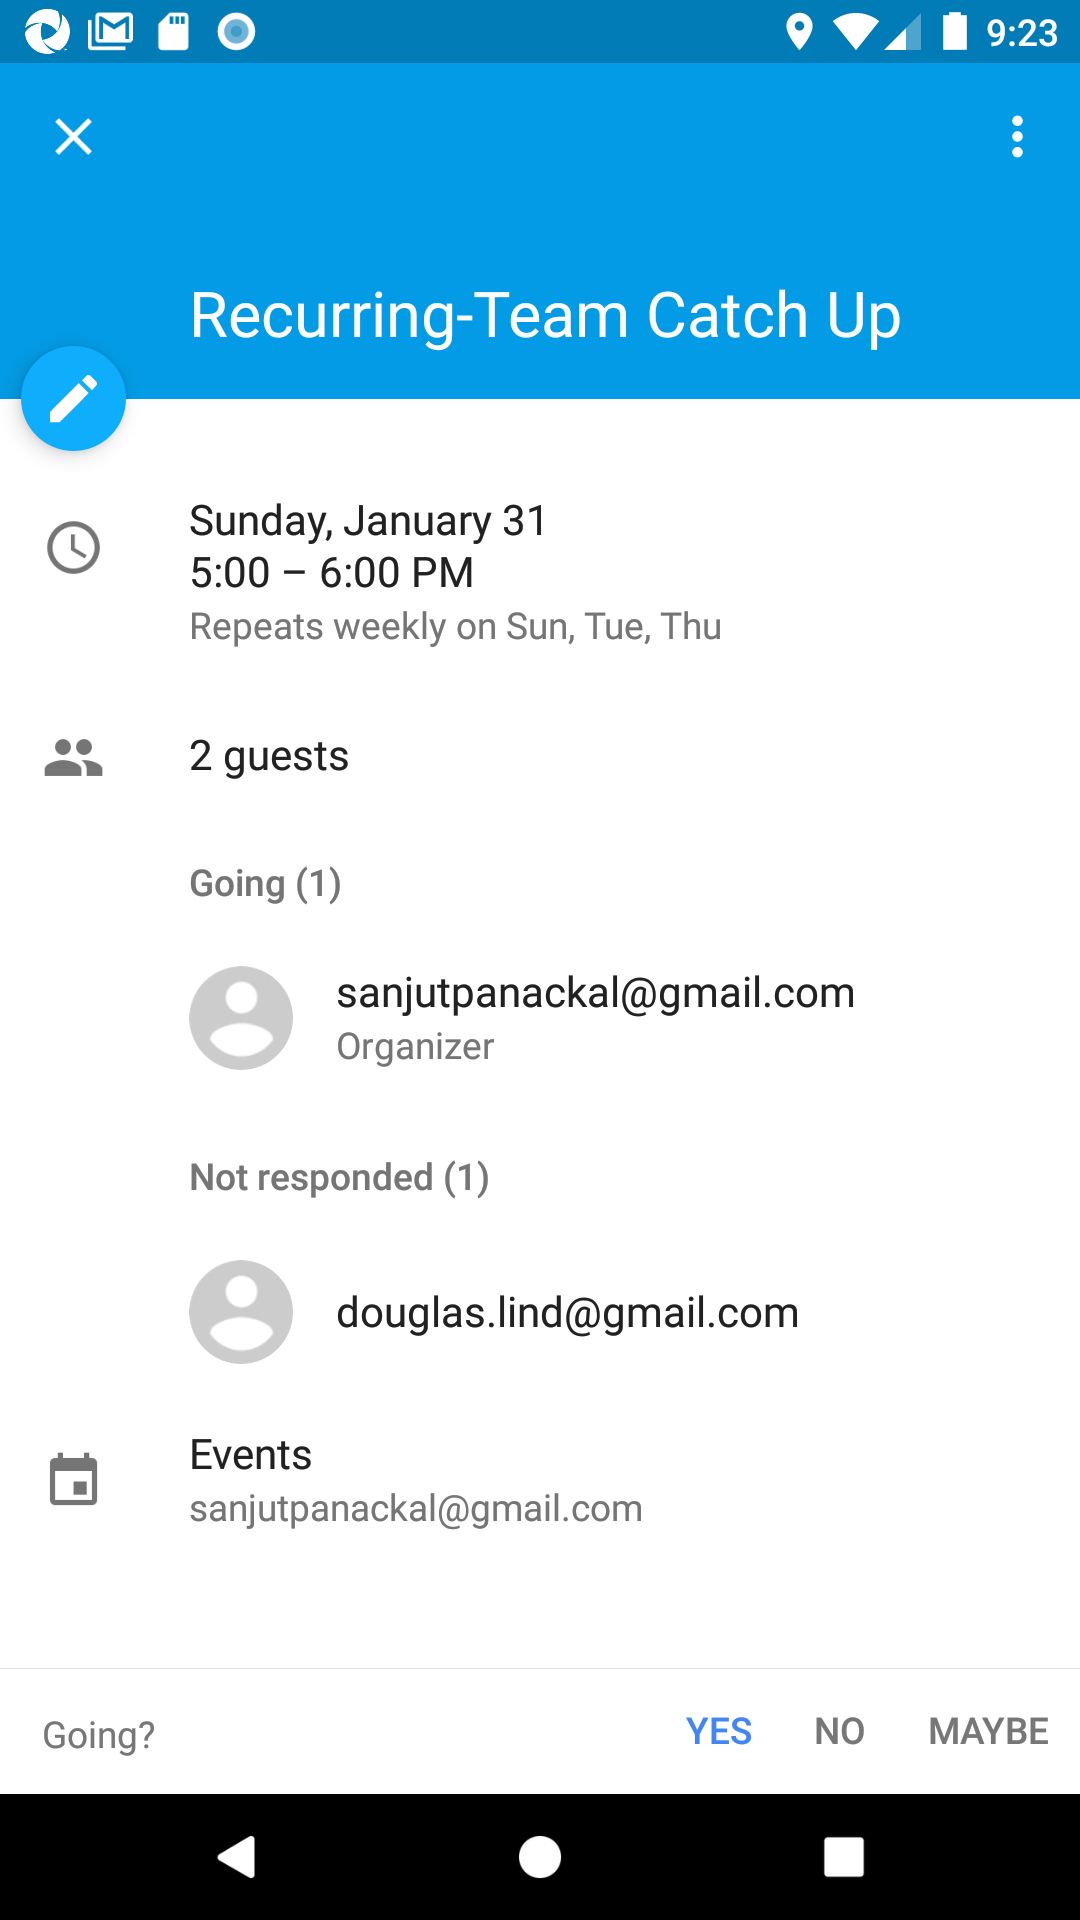 9:23
Recurring-Team Catch Up
Sunday, January 31
5:00 – 6:00 PM
Repeats weekly on Sun, Tue, Thu
2 guests
Going (1)
sanjutpanackal@gmail.com
Organizer
Not responded (1)
douglas.lind@gmail.com
Events
sanjutpanackal@gmail.com
Going? YES NO MAYBE